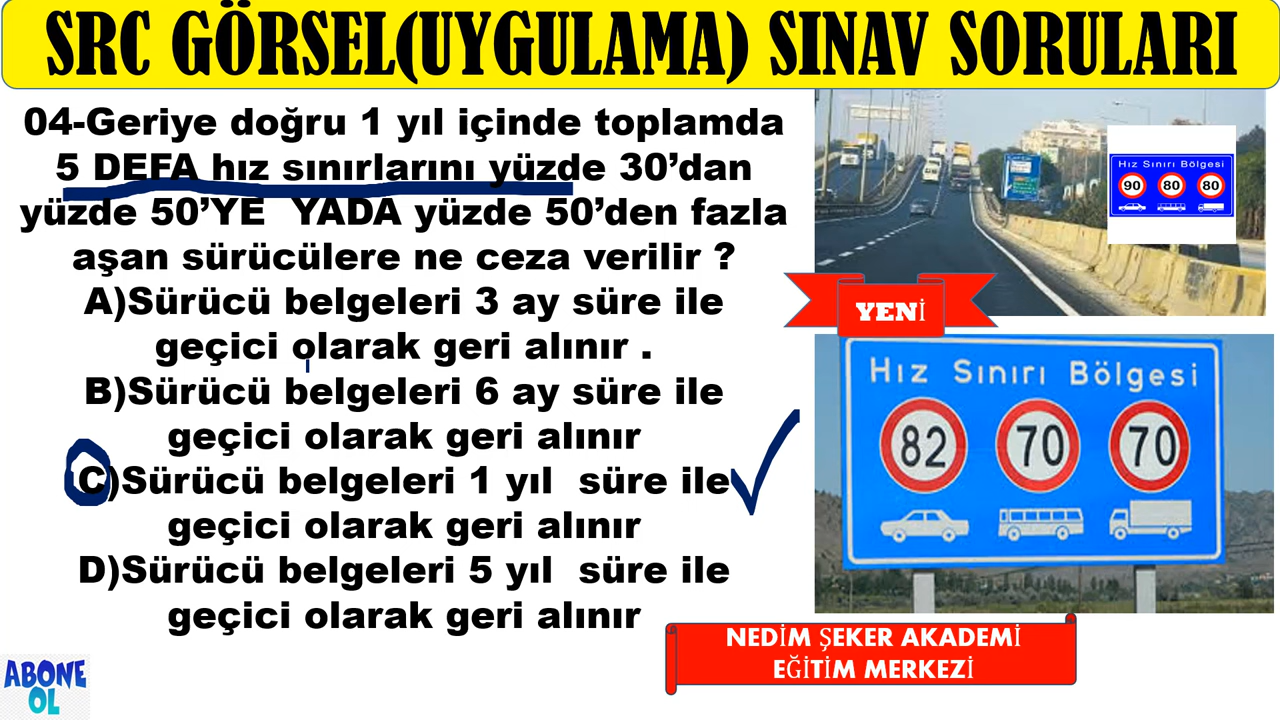 SRC GÖRSEL(UYGULAMA) SINAV SORULARI
04-Geriye doğru 1 yıl içinde toplamda
5 DEFA hız sınırlarını yüzde 30’dan
yüzde 50’YE YADA yüzde 50’den fazla
aşan sürücülere ne ceza verilir ?
A)Sürücü belgeleri 3 ay süre ile
geçici olarak geri alınır .
B)Sürücü belgeleri 6 ay süre ile
geçici olarak geri alınır
C)Sürücü belgeleri 1 yıl süre ile
geçici olarak geri alınır
D)Sürücü belgeleri 5 yıl süre ile
geçici olarak geri alınır
Hız Sınırı Bölgesi
90 80 80
YENİ
Hız Sınırı Bölgesi
82 70 70
NEDİM ŞEKER AKADEMİ
EĞİTİM MERKEZİ
ABONE
OL